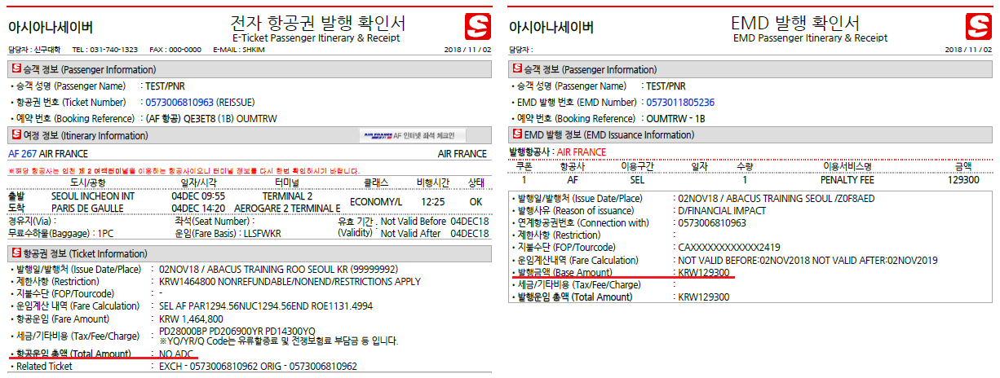 아시아나세이버
전자 항공권 발행 확인서
E-Ticket Passenger Itinerary & Receipt
담당자 : 신구대학 TEL : 031-740-1323 FAX : 000-0000 E-MAIL : SHKIM 2018 / 11 / 02
승객 정보 (Passenger Information)
• 승객 성명 (Passenger Name) : TEST/PNR
• 항공권 번호 (Ticket Number) : 0573006810963 (REISSUE)
• 예약 번호 (Booking Reference) : (AF 항공) QE3ET8 (1B) OUMTRW
여정 정보 (Itinerary Information) AIR FRANCE AF 인터넷 좌석 체크인
AF 267 AIR FRANCE AIR FRANCE
※해당 항공사는 인천 제 2 여객터미널을 이용하는 항공사이오니 터미널 정보를 다시 한번 확인하시기 바랍니다.
도시/공항 일자/시각 터미널 클래스 비행시간 상태
출발 SEOUL INCHEON INT 04DEC 09:55 TERMINAL 2 ECONOMY/L 12:25 OK
도착 PARIS DE GAULLE 04DEC 14:20 AEROGARE 2 TERMINAL E
경유지(Via) : 좌석(Seat Number) : 유효 기간 . Not Valid Before 04DEC18
무료수하물(Baggage) : 1PC 운임(Fare Basis) : LLSFWKR (Validity) · Not Valid After 04DEC18
항공권 정보 (Ticket Information)
• 발행일/발행처 (Issue Date/Place) : 02NOV18 / ABACUS TRAINING ROO SEOUL KR (99999992)
• 제한사항 (Restriction) : KRW1464800 NONREFUNDABLE/NONEND/RESTRICTIONS APPLY
• 지불수단 (FOP/Tourcode) : -
• 운임계산 내역 (Fare Calculation) : SEL AF PAR1294.56NUC1294.56END ROE1131.4994
• 항공운임 (Fare Amount) : KRW 1,464,800
• 세금/기타비용 (Tax/Fee/Charge) : PD28000BP PD206900YR PD14300YQ
※YQ/YR/Q Code는 유류할증료 및 전쟁보험료 부담금 등 입니다.
• 항공운임 총액 (Total Amount) : NO ADC
• Related Ticket : EXCH - 0573006810962 ORIG - 0573006810962
아시아나세이버
EMD 발행 확인서
EMD Passenger Itinerary & Receipt
담당자 : 2018 / 11 / 02
승객 정보 (Passenger Information)
• 승객 성명 (Passenger Name) : TEST/PNR
• EMD 발행 번호 (EMD Number) : 0573011805236
• 예약 번호 (Booking Reference) : OUMTRW - 1B
EMD 발행 정보 (EMD Issuance Information)
발행항공사 : AIR FRANCE
쿠폰 항공사 이용구간 일자 수량 이용서비스명 금액
1 AF SEL 1 PENALTY FEE 129300
• 발행일/발행처 (Issue Date/Place) : 02NOV18 / ABACUS TRAINING SEOUL /Z0F8AED
• 발행사유 (Reason of issuance) : D/FINANCIAL IMPACT
• 연계항공권번호 (Connection with) : 0573006810963
• 제한사항 (Restriction) :
• 지불수단 (FOP/Tourcode) : CAXXXXXXXXXXXX2419
• 운임계산내역 (Fare Calculation) : NOT VALID BEFORE:02NOV2018 NOT VALID AFTER:02NOV2019
• 발행금액 (Base Amount) : KRW129300
• 세금/기타비용 (Tax/Fee/Charge) :
• 발행운임 총액 (Total Amount) : KRW129300